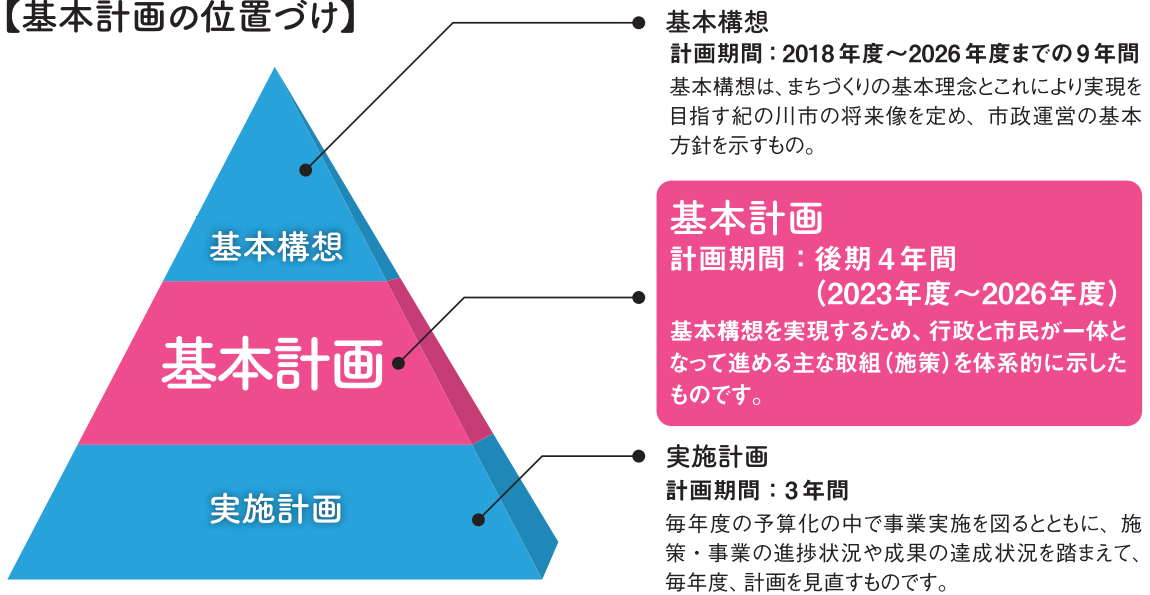 【基本計画の位置づけ】
基本構想
基本計画
実施計画
基本構想
計画期間：2018年度～2026年度までの9年間
基本構想は、まちづくりの基本理念とこれにより実現を
目指す紀の川市の将来像を定め、市政運営の基本
方針を示すもの。
基本計画
計画期間：後期4年間
（2023年度～2026年度）
基本構想を実現するため、行政と市民が一体と
なって進める主な取組（施策）を体系的に示した
ものです。
実施計画
計画期間：3年間
毎年度の予算化の中で事業実施を図るとともに、施
策・事業の進捗状況や成果の達成状況を踏まえて、
毎年度、計画を見直すものです。